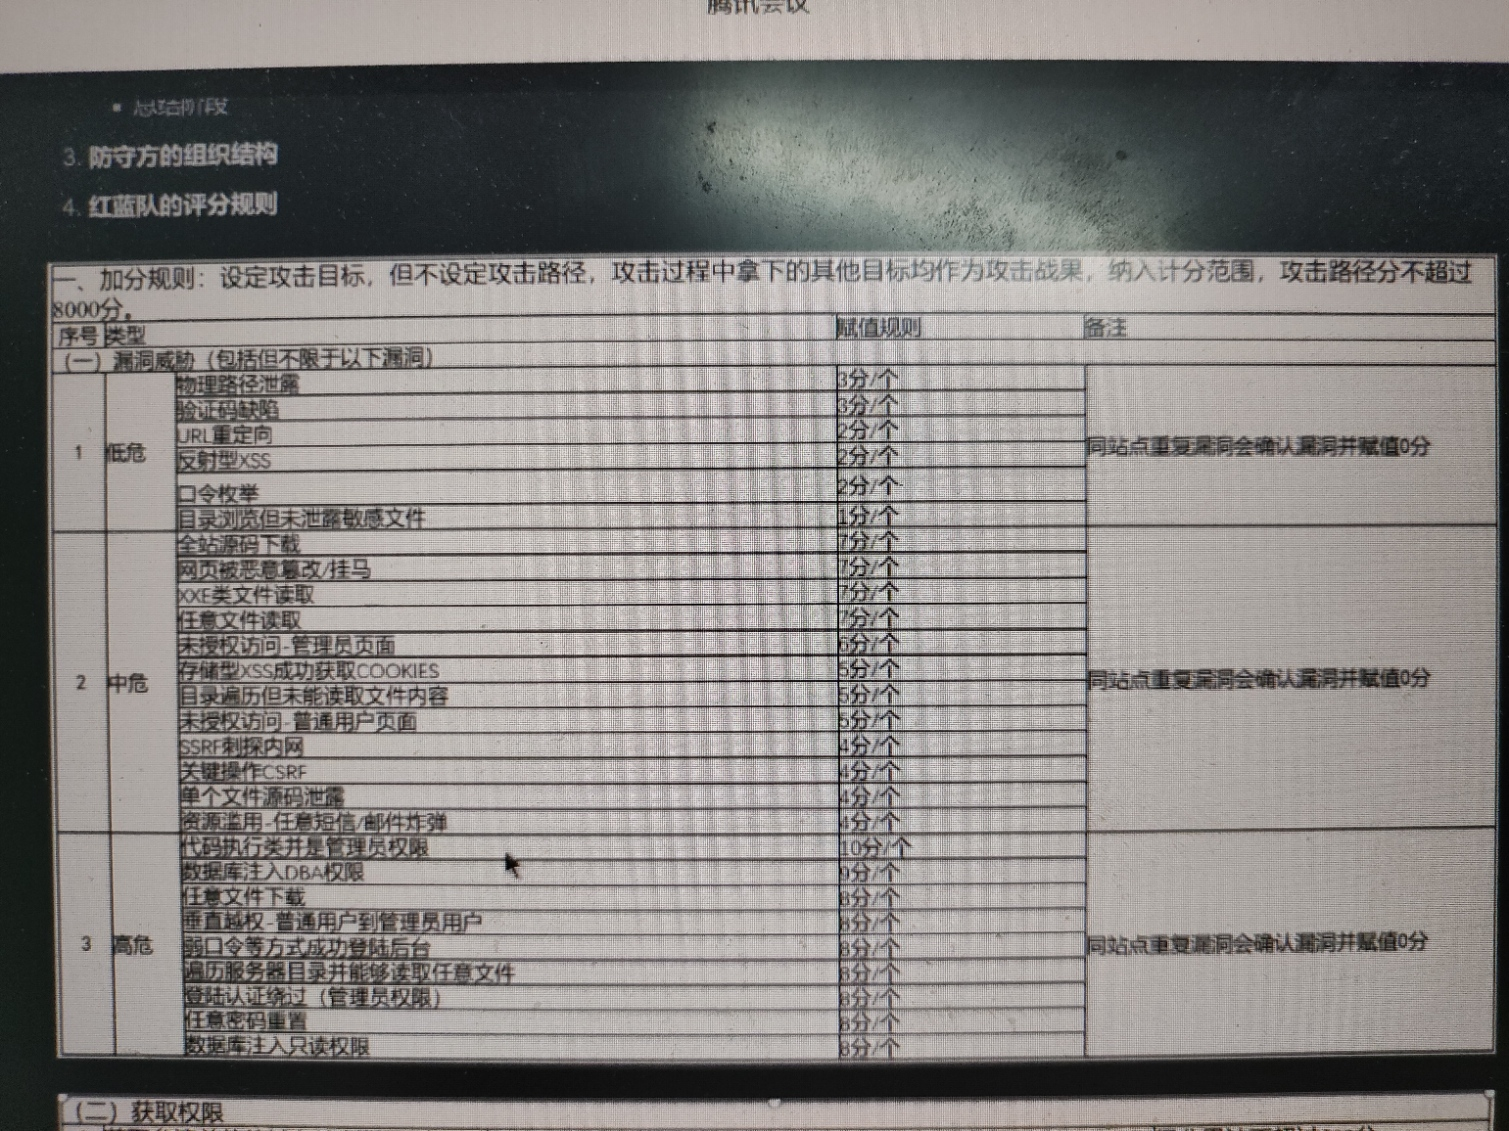 腾讯会议
总结阶段
3. 防守方的组织结构
4. 红蓝队的评分规则
一、加分规则：设定攻击目标，但不设定攻击路径，攻击过程中拿下的其他目标均作为攻击战果，纳入计分范围，攻击路径分不超过
8000分。
序号 类型 赋值规则 备注
（一）漏洞威胁（包括但不限于以下漏洞）
1 低危 同站点重复漏洞会确认漏洞并赋值0分
物理路径泄露 3分/个
验证码缺陷 3分/个
URL重定向 2分/个
反射型XSS 2分/个
口令枚举 2分/个
目录浏览但未泄露敏感文件 1分/个
2 中危 同站点重复漏洞会确认漏洞并赋值0分
全站源码下载 7分/个
网页被恶意篡改/挂马 7分/个
XXE类文件读取 7分/个
任意文件读取 7分/个
未授权访问-管理员页面 6分/个
存储型XSS成功获取COOKIES 5分/个
目录遍历但未能读取文件内容 5分/个
未授权访问-普通用户页面 5分/个
SSRF刺探内网 4分/个
关键操作CSRF 4分/个
单个文件源码泄露 4分/个
资源滥用-任意短信/邮件炸弹 4分/个
3 高危 同站点重复漏洞会确认漏洞并赋值0分
代码执行类并是管理员权限 10分/个
数据库注入DBA权限 9分/个
任意文件下载 8分/个
垂直越权-普通用户到管理员用户 8分/个
弱口令等方式成功登陆后台 8分/个
遍历服务器目录并能够读取任意文件 8分/个
登陆认证绕过（管理员权限） 8分/个
任意密码重置 8分/个
数据库注入只读权限 8分/个
（二）获取权限